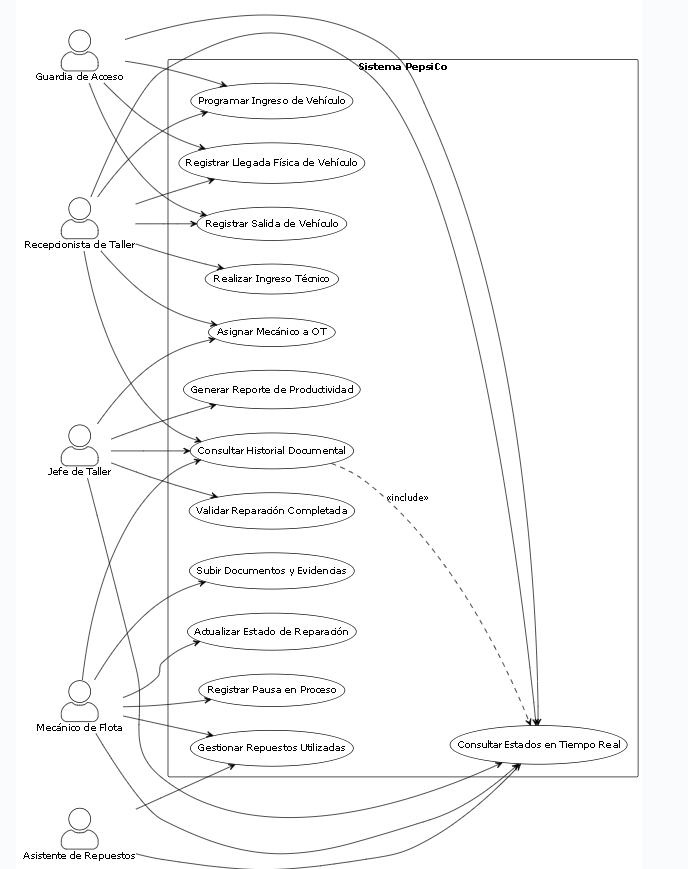 Sistema PepsiCo
Guardia de Acceso
Programar Ingreso de Vehículo
Registrar Llegada Física de Vehículo
Registrar Salida de Vehículo
Recepcionista de Taller
Realizar Ingreso Técnico
Asignar Mecánico a OT
Generar Reporte de Productividad
Consultar Historial Documental
Jefe de Taller
«include»
Validar Reparación Completada
Subir Documentos y Evidencias
Actualizar Estado de Reparación
Registrar Pausa en Proceso
Mecánico de Flota
Gestionar Repuestos Utilizadas
Consultar Estados en Tiempo Real
Asistente de Repuestos